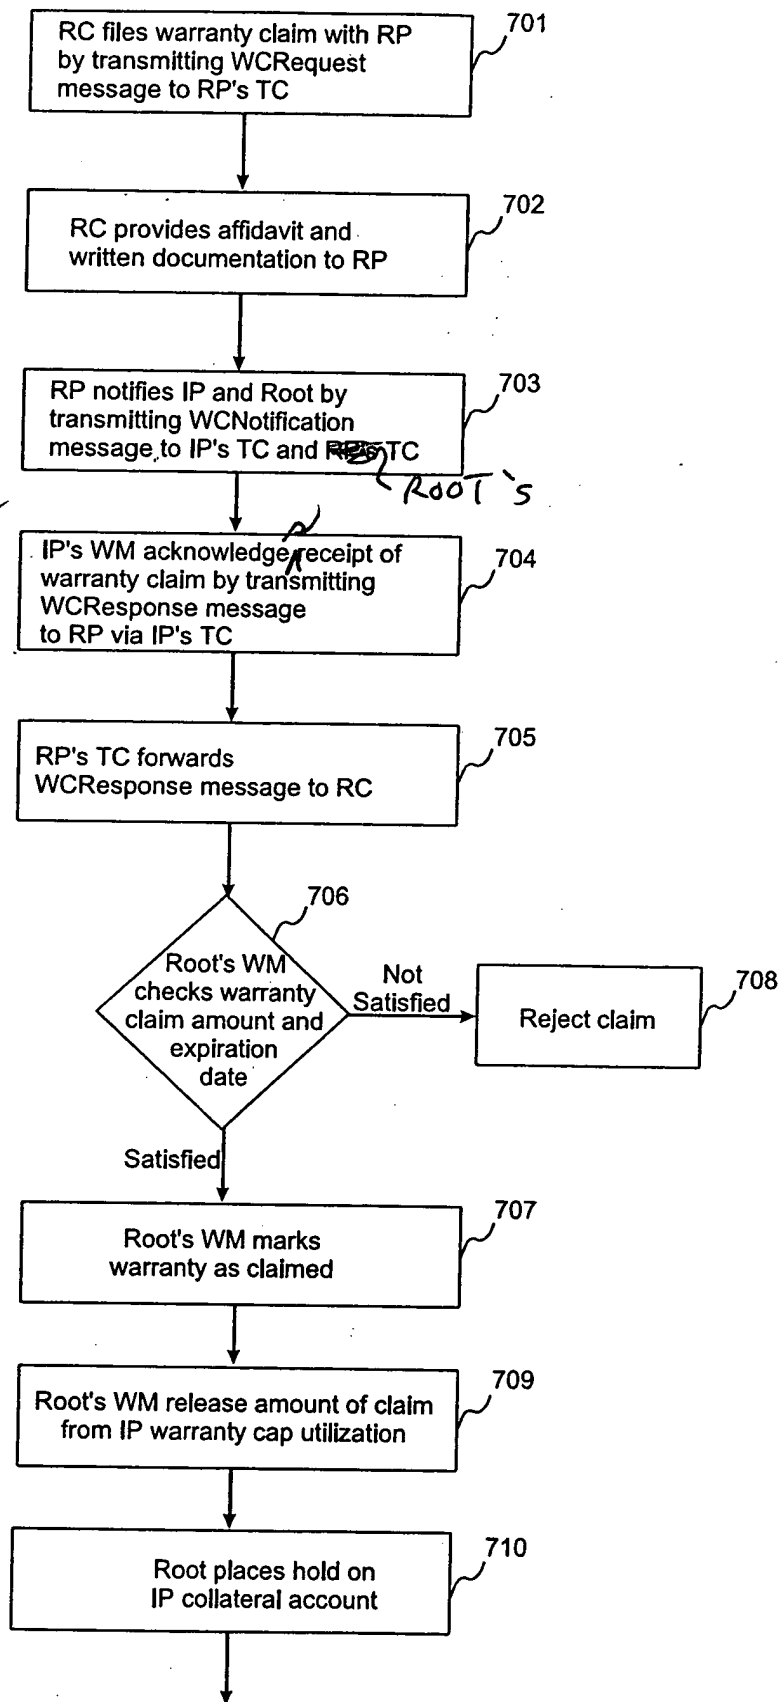 RC files warranty claim with RP
by transmitting WCRequest
message to RP's TC
701
RC provides affidavit and
written documentation to RP
702
RP notifies IP and Root by
transmitting WCNotification
message to IP's TC and RP's TC
ROOT's
703
IP's WM acknowledge receipt of
warranty claim by transmitting
WCResponse message
to RP via IP's TC
704
RP's TC forwards
WCResponse message to RC
705
706
Root's WM
checks warranty
claim amount and
expiration
date
Not
Satisfied
Reject claim
708
Satisfied
Root's WM marks
warranty as claimed
707
Root's WM release amount of claim
from IP warranty cap utilization
709
Root places hold on
IP collateral account
710